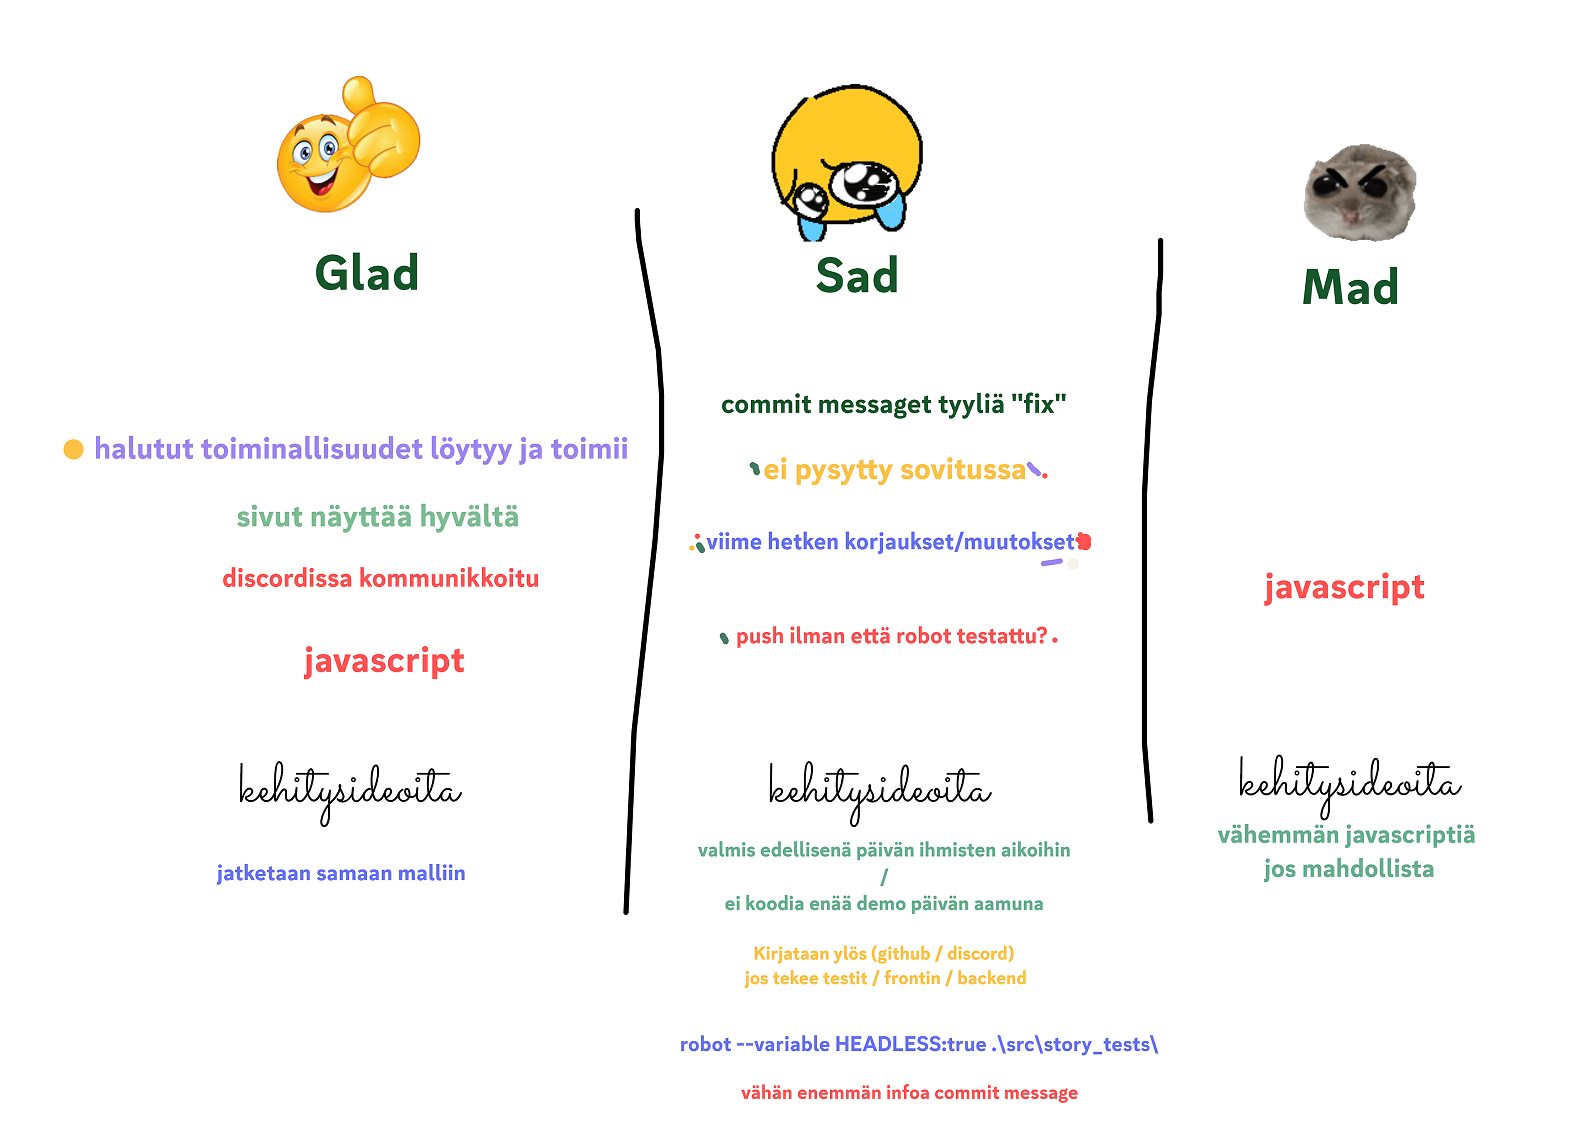 Glad
halutut toiminallisuudet löytyy ja toimii
sivut näyttää hyvältä
discordissa kommunikkoitu
javascript
kehitysideoita
jatketaan samaan malliin
Sad
commit messaget tyyliä "fix"
ei pysytty sovitussa
viime hetken korjaukset/muutokset
push ilman että robot testattu?
kehitysideoita
valmis edellisenä päivän ihmisten aikoihin
/
ei koodia enää demo päivän aamuna
Kirjataan ylös (github / discord)
jos tekee testit / frontin / backend
robot --variable HEADLESS:true .\src\story_tests\
vähän enemmän infoa commit message
Mad
javascript
kehitysideoita
vähemmän javascriptiä
jos mahdollista